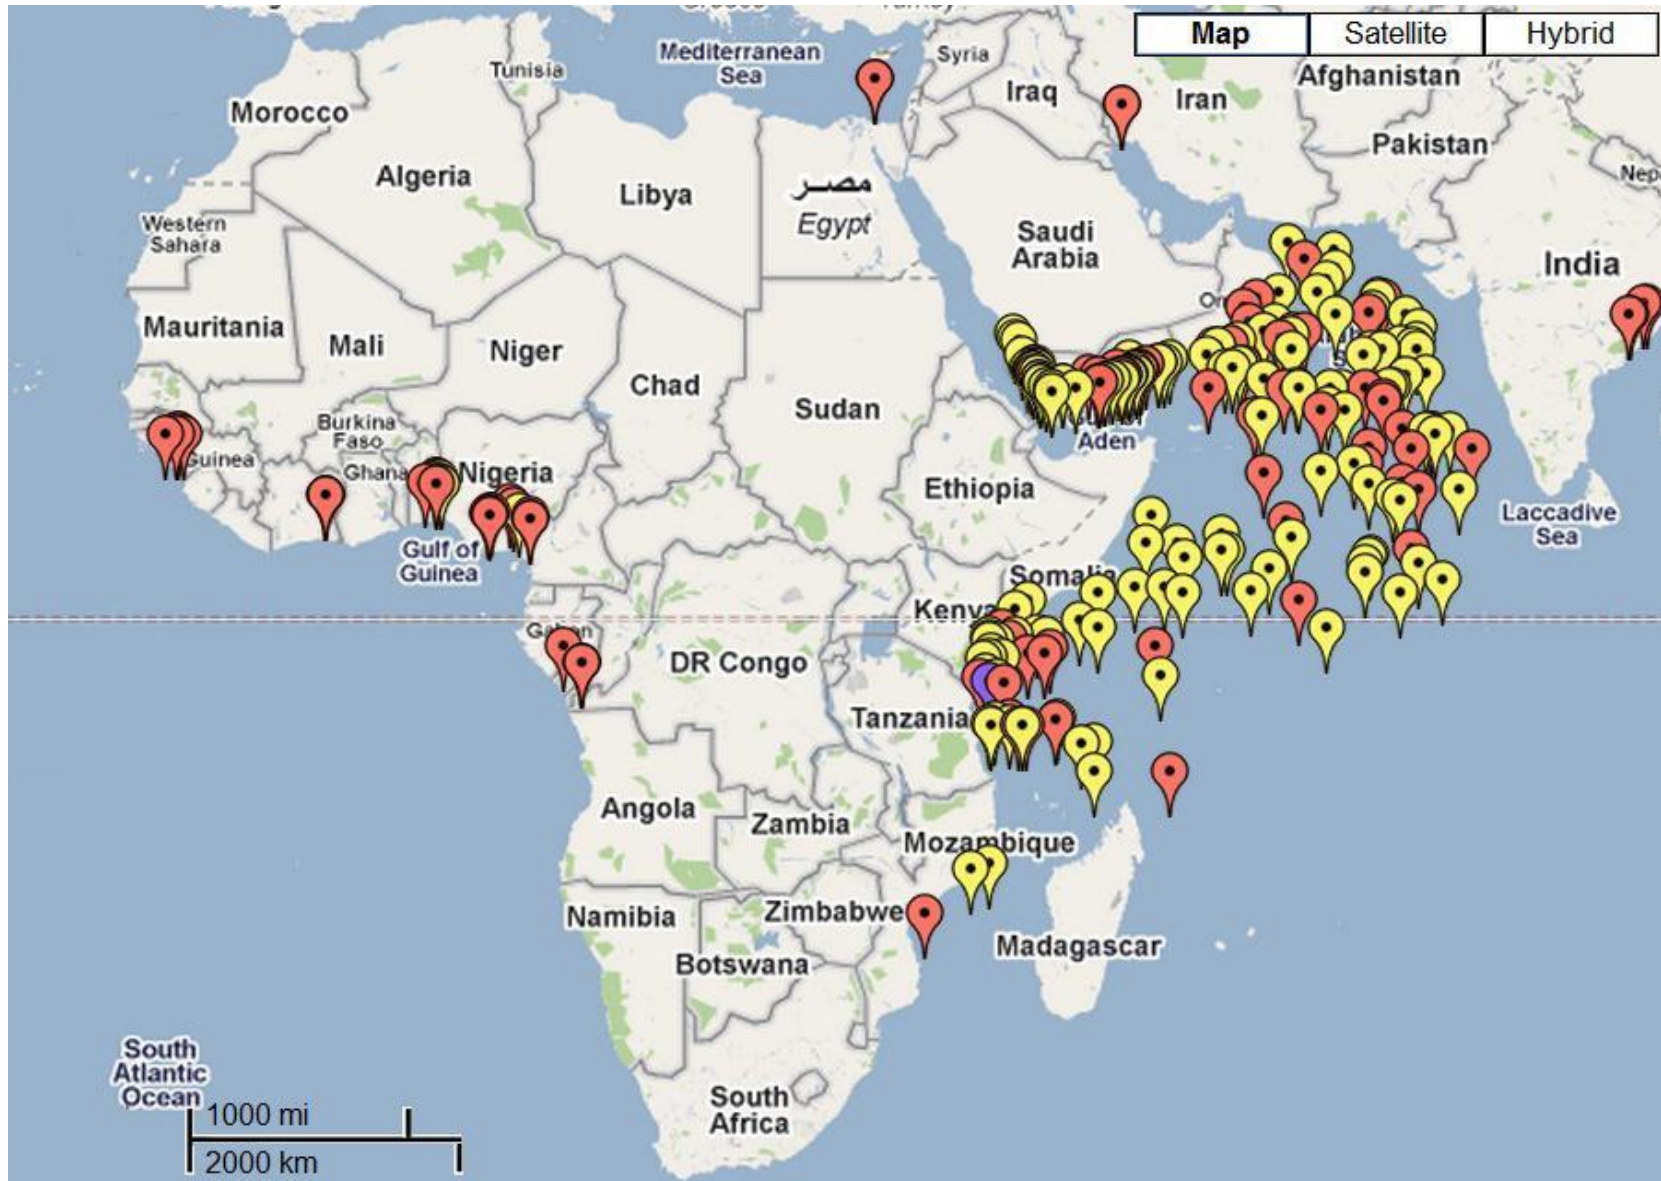 Map
Satellite
Hybrid
Mediterranean
Sea
Tunisia
Syria
Iraq
Iran
Afghanistan
Pakistan
Morocco
Algeria
Libya
مصر
Egypt
Saudi
Arabia
India
Western
Sahara
Mauritania
Mali
Niger
Chad
Sudan
Burkina
Faso
Guinea
Ghana
Nigeria
Aden
Ethiopia
Laccadive
Sea
Gulf of
Guinea
Somalia
Kenya
DR Congo
Tanzania
Angola
Zambia
Mozambique
Namibia
Zimbabwe
Botswana
Madagascar
South
Atlantic
Ocean
South
Africa
1000 mi
2000 km